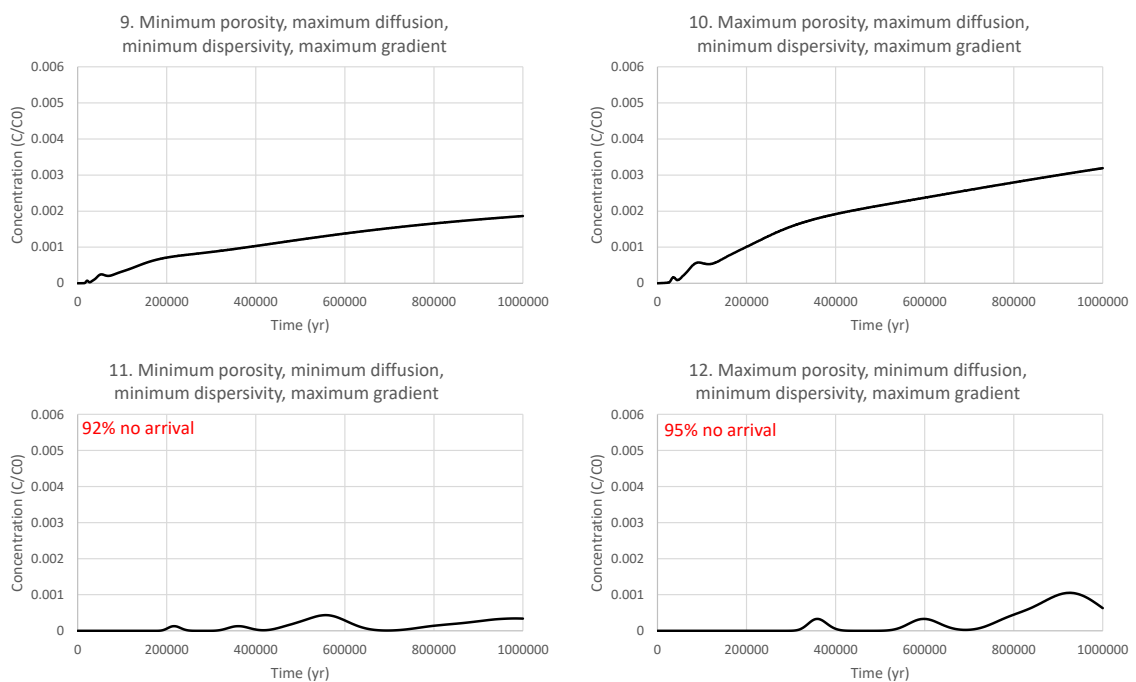 9. Minimum porosity, maximum diffusion,
minimum dispersivity, maximum gradient
0.006
0.005
0.004
0.003
0.002
0.001
0
Concentration (C/C0)
0 200000 400000 600000 800000 1000000
Time (yr)
10. Maximum porosity, maximum diffusion,
minimum dispersivity, maximum gradient
0.006
0.005
0.004
0.003
0.002
0.001
0
Concentration (C/C0)
0 200000 400000 600000 800000 1000000
Time (yr)
11. Minimum porosity, minimum diffusion,
minimum dispersivity, maximum gradient
92% no arrival
0.006
0.005
0.004
0.003
0.002
0.001
0
Concentration (C/C0)
0 200000 400000 600000 800000 1000000
Time (yr)
12. Maximum porosity, minimum diffusion,
minimum dispersivity, maximum gradient
95% no arrival
0.006
0.005
0.004
0.003
0.002
0.001
0
Concentration (C/C0)
0 200000 400000 600000 800000 1000000
Time (yr)